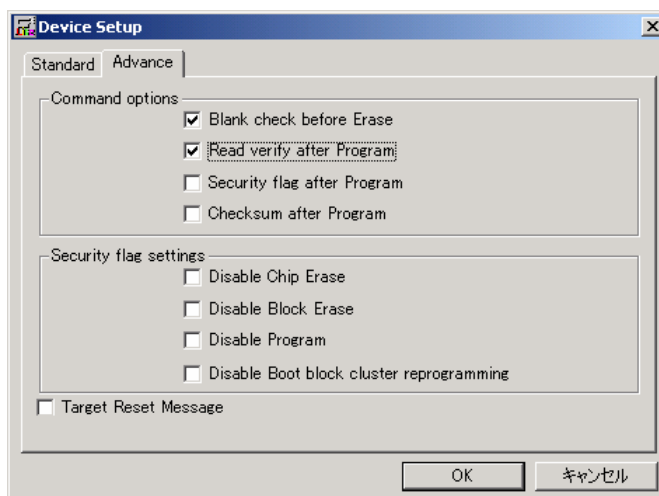 Device Setup
Standard
Advance
Command options
Blank check before Erase
Read verify after Program
Security flag after Program
Checksum after Program
Security flag settings
Disable Chip Erase
Disable Block Erase
Disable Program
Disable Boot block cluster reprogramming
Target Reset Message
OK
キャンセル